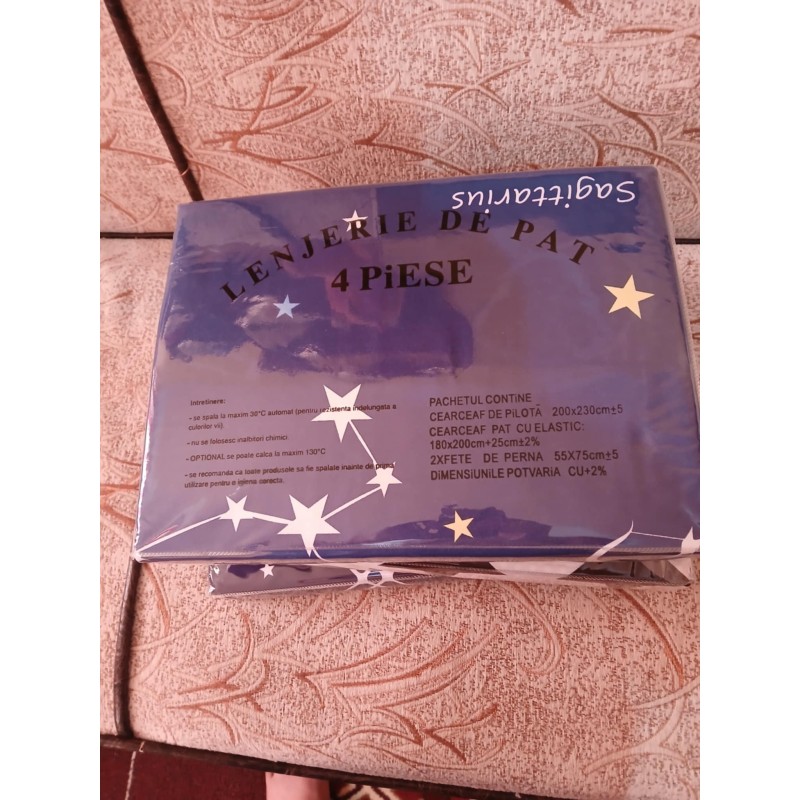 Sagittarius
LENJERIE DE PAT
4 PiESE
Intretinere:
- se spala la maxim 30°C automat (pentru rezistenta indelungata a
culorilor vii).
- nu se folosesc inalbitori chimici.
- OPTIONAL se poate calca la maxim 130°C
- se recomanda ca toate produsele sa fie spalate inainte de prima
utilizare pentru o igiena corecta.
PACHETUL CONTiNE
CEARCEAF DE PiLOTĂ 200x230cm±5
CEARCEAF PAT CU ELASTIC:
180x200cm+25cm±2%
2XFETE DE PERNA 55X75cm±5
DiMENSiUNiLE POTVARiA CU+2%